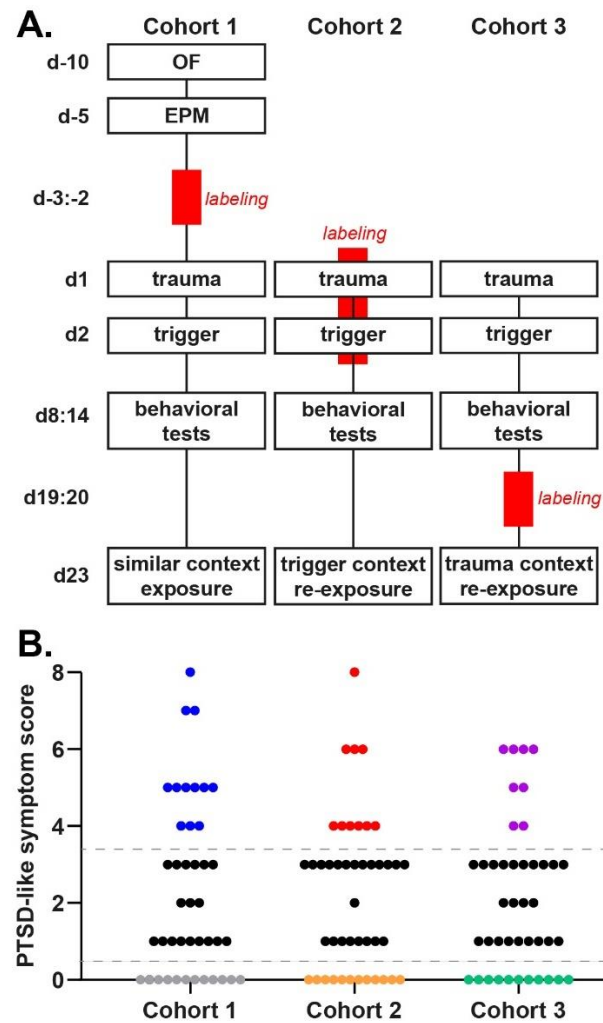 A.
Cohort 1 Cohort 2 Cohort 3
d-10 OF
d-5 EPM
d-3:-2 labeling
labeling
d1 trauma trauma trauma
d2 trigger trigger trigger
d8:14 behavioral behavioral behavioral
tests tests tests
d19:20 labeling
d23 similar context trigger context trauma context
exposure re-exposure re-exposure
B.
PTSD-like symptom score
8
6
4
2
0
Cohort 1 Cohort 2 Cohort 3